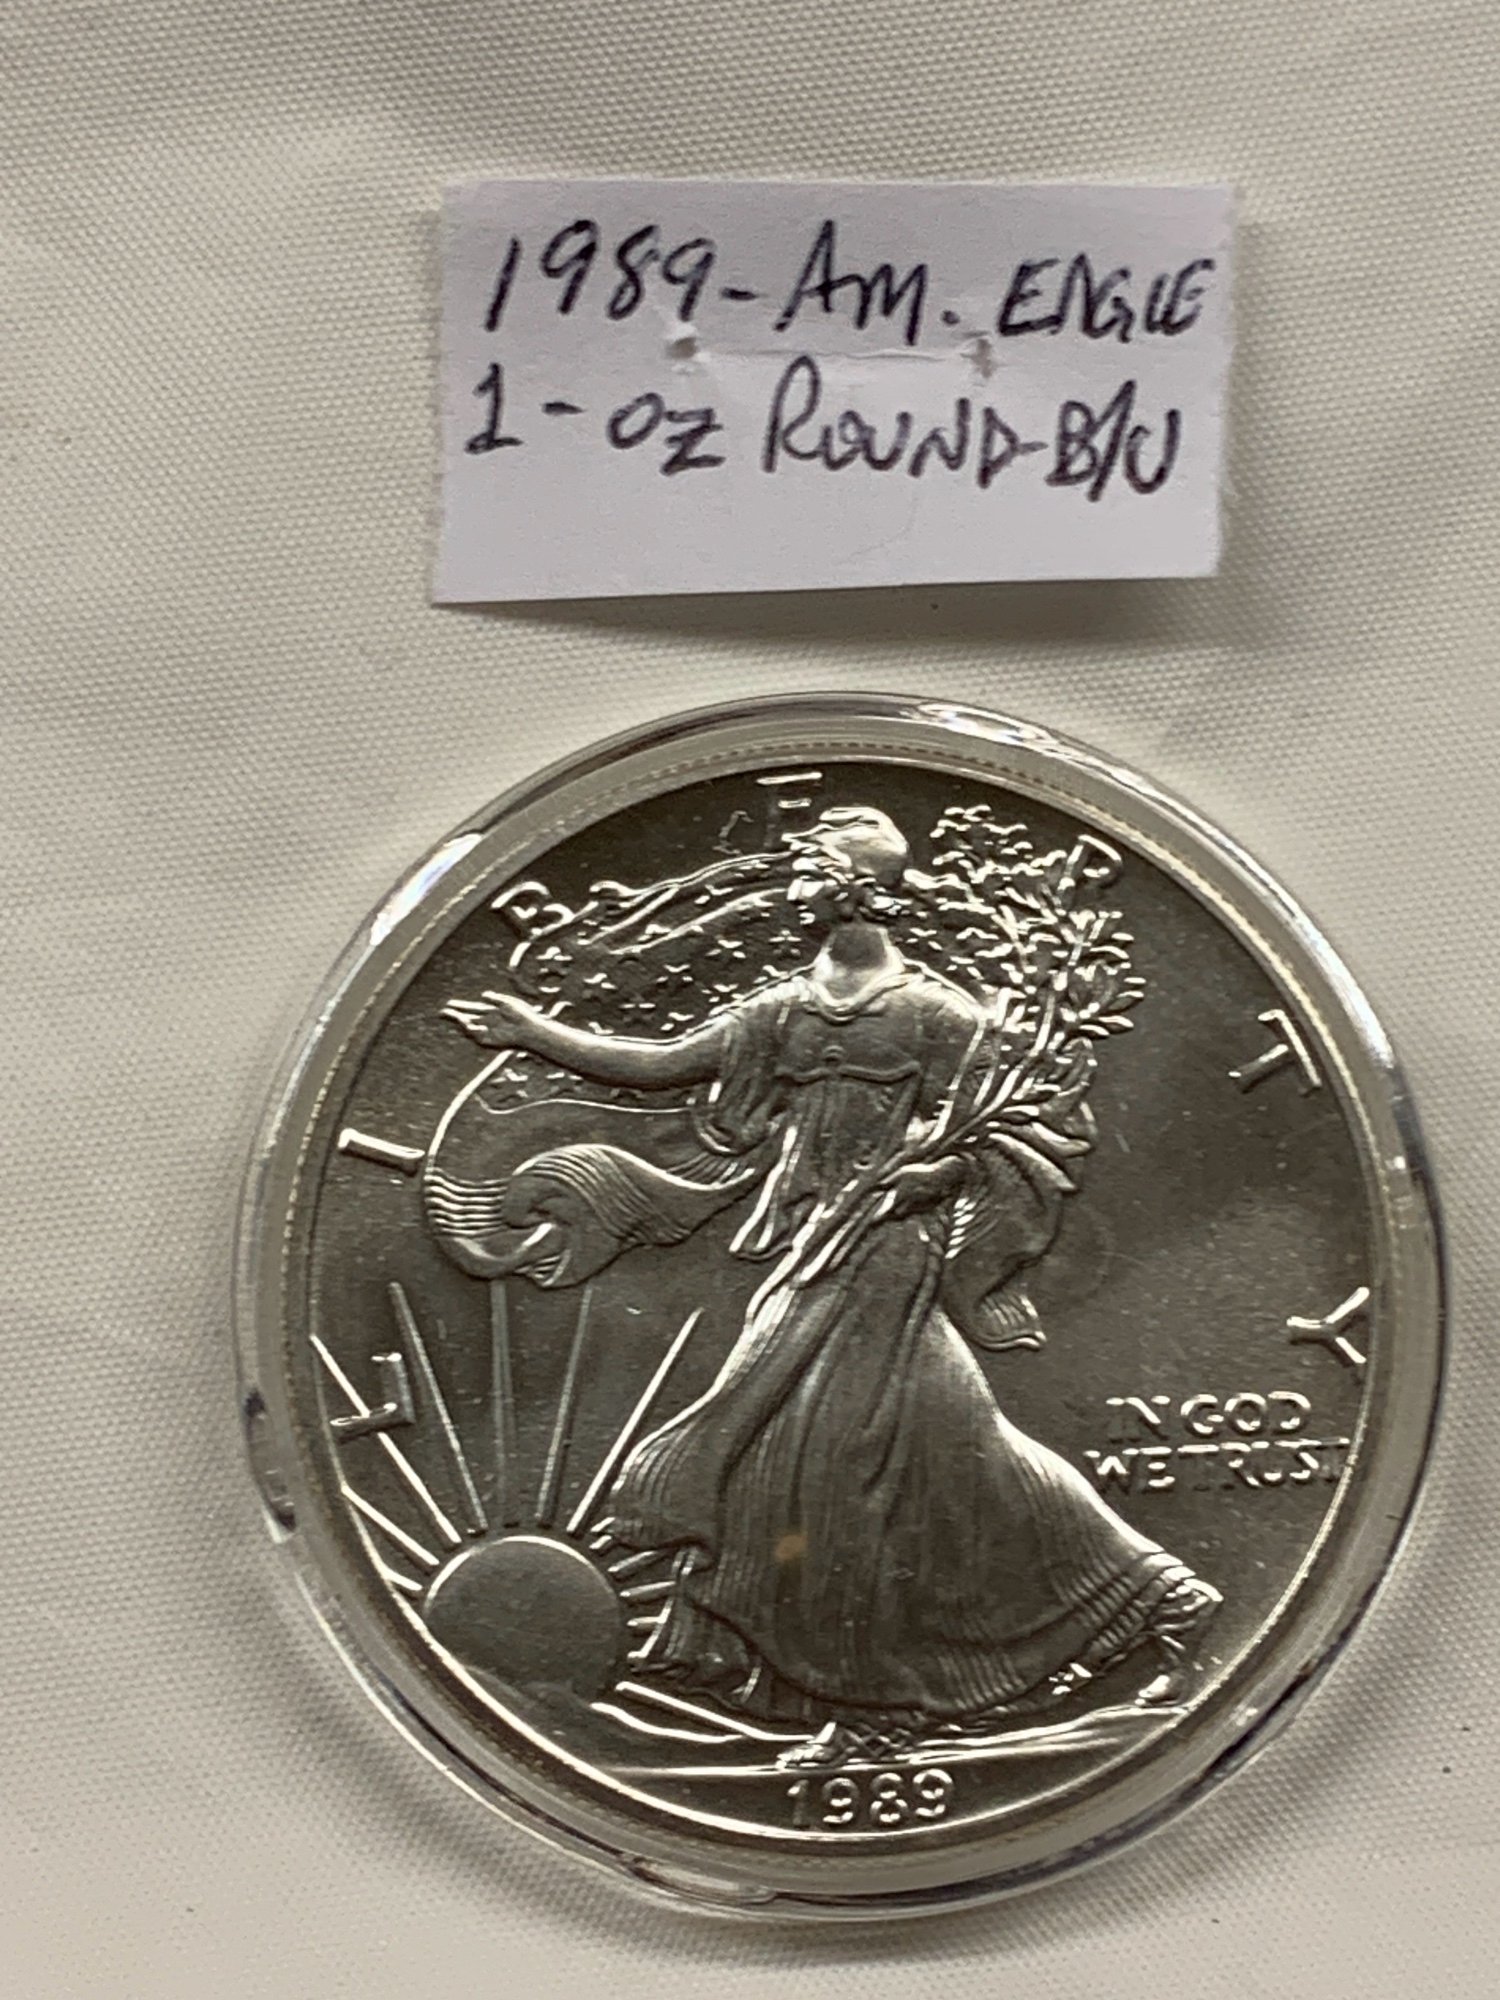 1989 - Am. EAGLE
1 - oz ROUND - B/U
LIBERTY
IN GOD
WE TRUST
1989